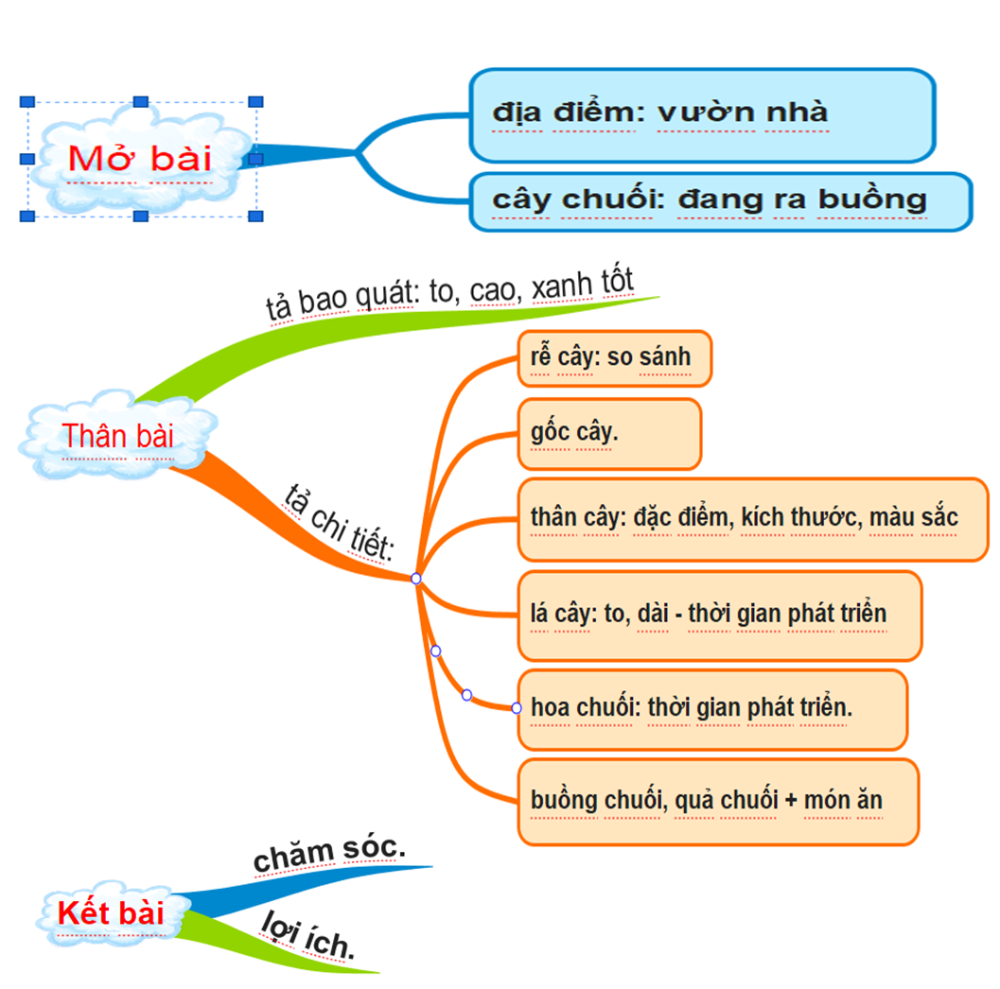 Mở bài
địa điểm: vườn nhà
cây chuối: đang ra buồng
Thân bài
tả bao quát: to, cao, xanh tốt
tả chi tiết:
rễ cây: so sánh
gốc cây.
thân cây: đặc điểm, kích thước, màu sắc
lá cây: to, dài - thời gian phát triển
hoa chuối: thời gian phát triển.
buồng chuối, quả chuối + món ăn
Kết bài
chăm sóc.
lợi ích.